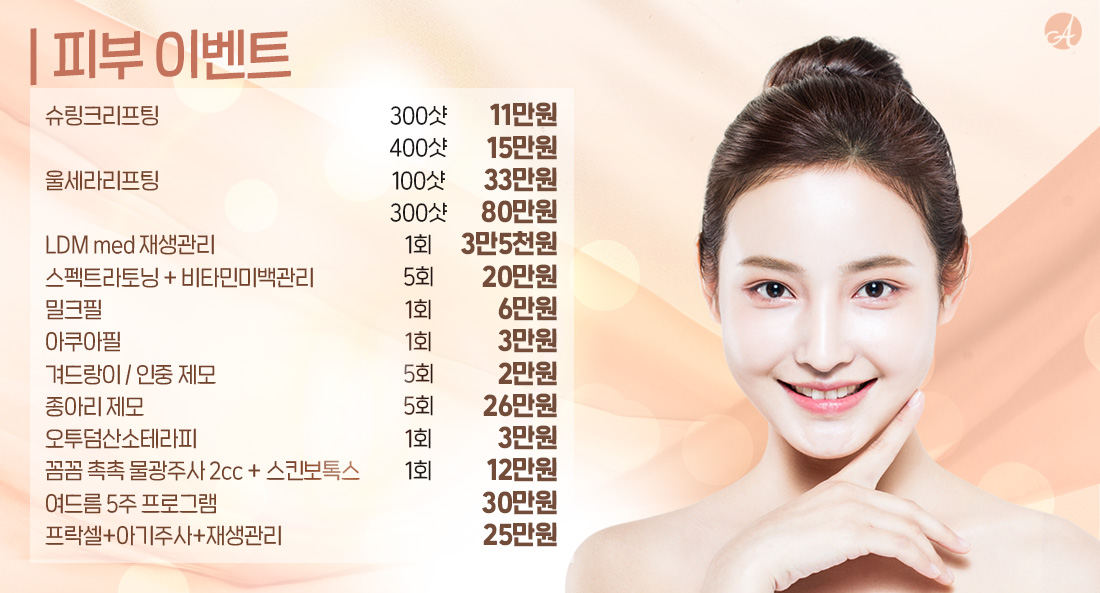 피부 이벤트
슈링크리프팅 300샷 11만원
400샷 15만원
울세라리프팅 100샷 33만원
300샷 80만원
LDM med 재생관리 1회 3만5천원
스펙트라토닝 + 비타민미백관리 5회 20만원
밀크필 1회 6만원
아쿠아필 1회 3만원
겨드랑이 / 인중 제모 5회 2만원
종아리 제모 5회 26만원
오투덤산소테라피 1회 3만원
꼼꼼 촉촉 물광주사 2cc + 스킨보톡스 1회 12만원
여드름 5주 프로그램 30만원
프락셀+아기주사+재생관리 25만원
A